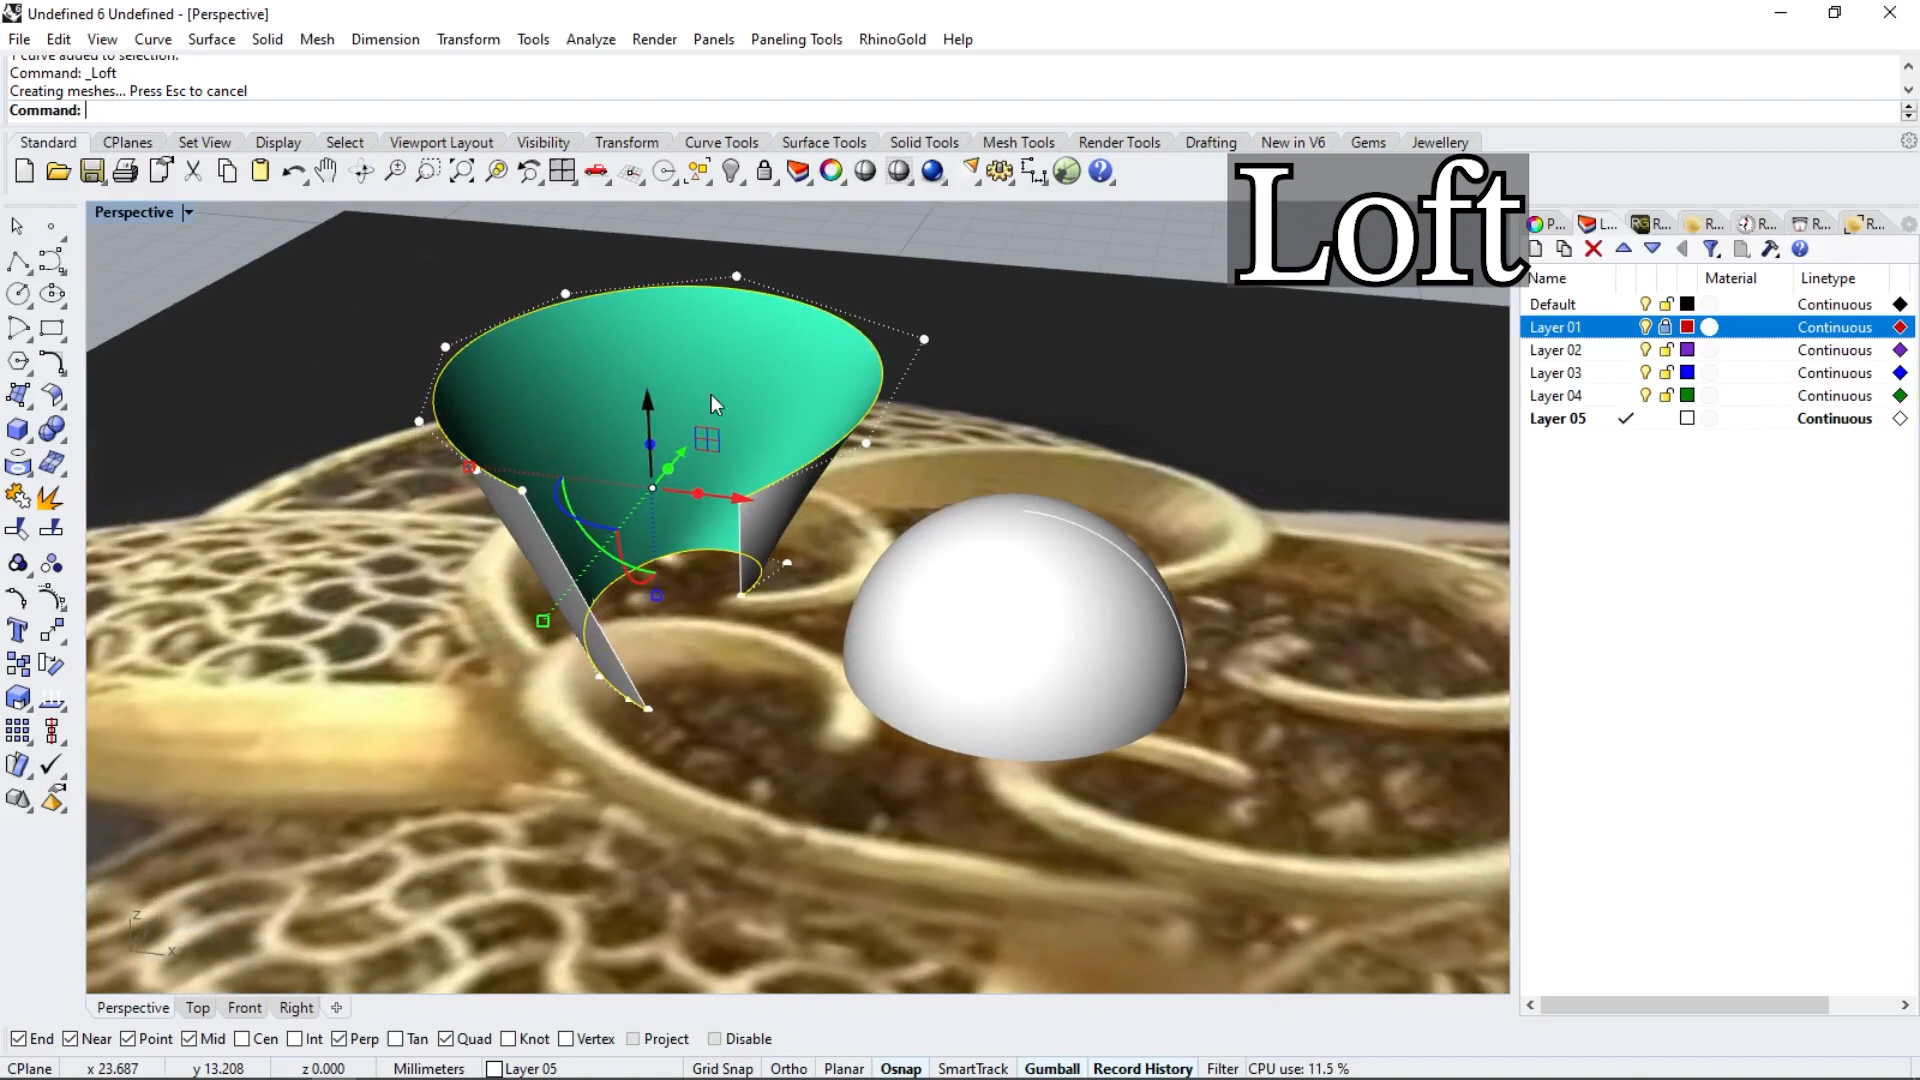 Undefined 6 Undefined - [Perspective]
File Edit View Curve Surface Solid Mesh Dimension Transform Tools Analyze Render Panels Paneling Tools RhinoGold Help
1 curve added to selection.
Command: _Loft
Creating meshes... Press Esc to cancel
Command:
Standard CPlanes Set View Display Select Viewport Layout Visibility Transform Curve Tools Surface Tools Solid Tools Mesh Tools Render Tools Drafting New in V6 Gems Jewellery
Loft
Perspective
P... L... R... R... R... R... R...
Name Material Linetype
Default Continuous
Layer 01 Continuous
Layer 02 Continuous
Layer 03 Continuous
Layer 04 Continuous
Layer 05 Continuous
z
x
Perspective Top Front Right
End Near Point Mid Cen Int Perp Tan Quad Knot Vertex Project Disable
CPlane x 23.687 y 13.208 z 0.000 Millimeters Layer 05 Grid Snap Ortho Planar Osnap SmartTrack Gumball Record History Filter CPU use: 11.5 %